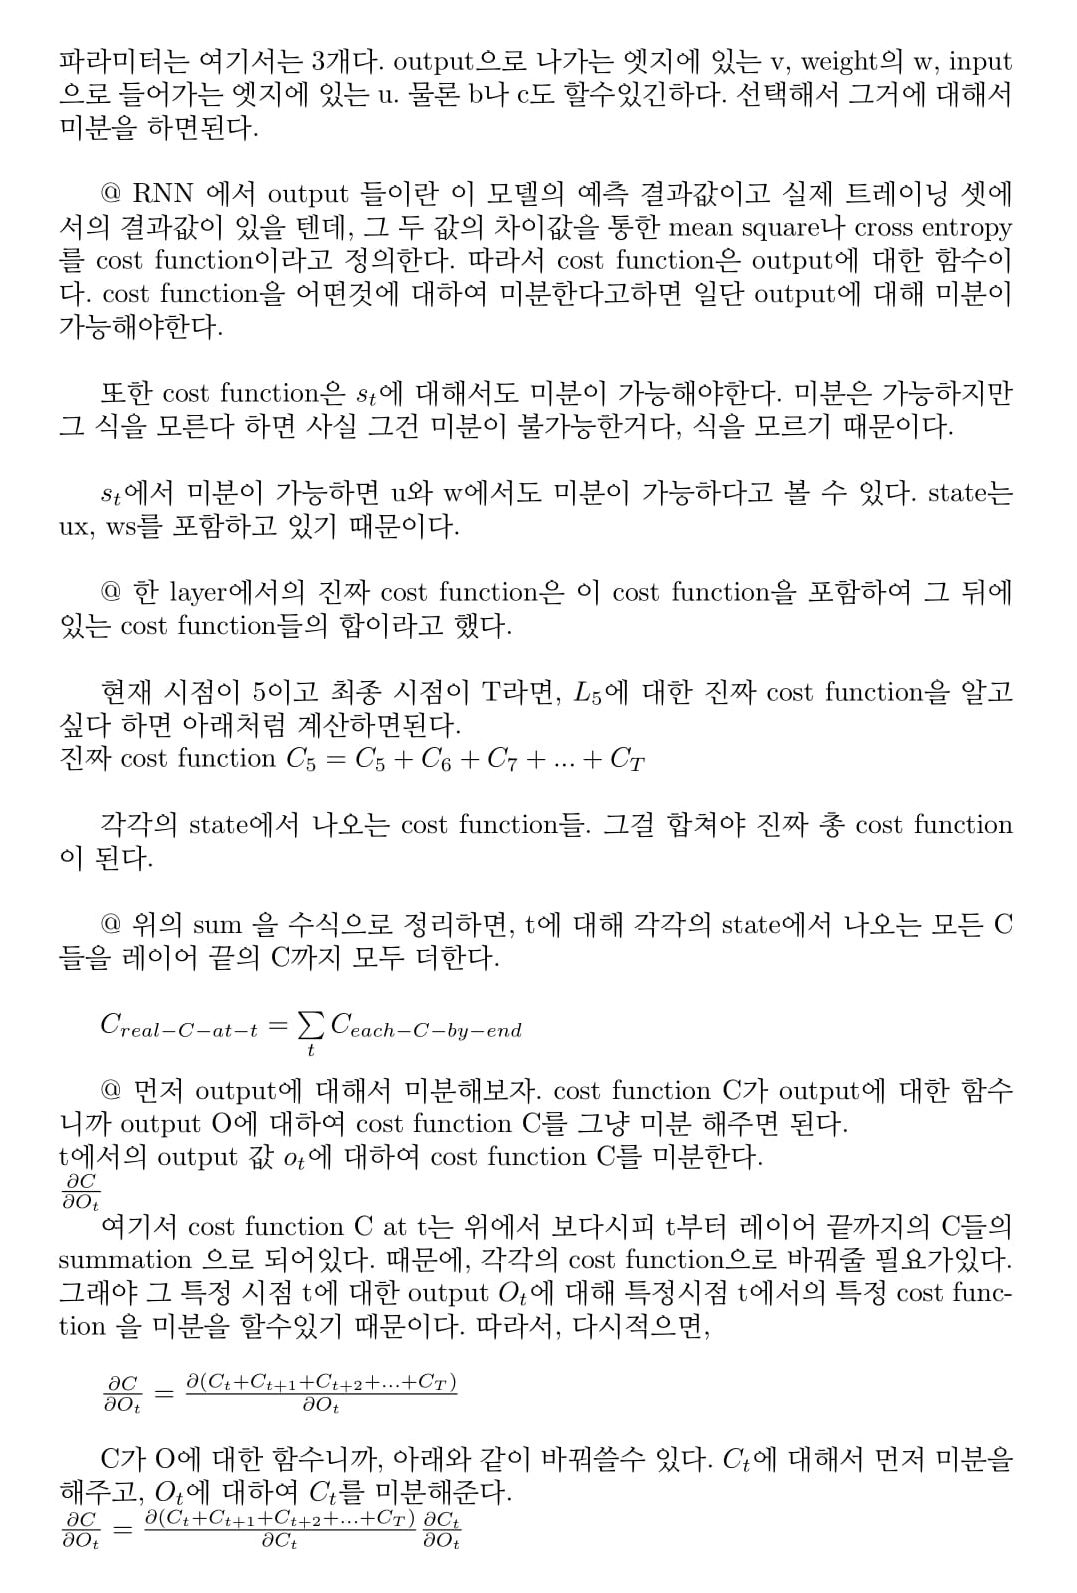 파라미터는 여기서는 3개다. output으로 나가는 엣지에 있는 v, weight의 w, input
으로 들어가는 엣지에 있는 u. 물론 b나 c도 할수있긴하다. 선택해서 그거에 대해서
미분을 하면된다.
@ RNN 에서 output 들이란 이 모델의 예측 결과값이고 실제 트레이닝 셋에
서의 결과값이 있을 텐데, 그 두 값의 차이값을 통한 mean square나 cross entropy
를 cost function이라고 정의한다. 따라서 cost function은 output에 대한 함수이
다. cost function을 어떤것에 대하여 미분한다고하면 일단 output에 대해 미분이
가능해야한다.
또한 cost function은 $s_t$에 대해서도 미분이 가능해야한다. 미분은 가능하지만
그 식을 모른다 하면 사실 그건 미분이 불가능한거다, 식을 모르기 때문이다.
$s_t$에서 미분이 가능하면 u와 w에서도 미분이 가능하다고 볼 수 있다. state는
ux, ws를 포함하고 있기 때문이다.
@ 한 layer에서의 진짜 cost function은 이 cost function을 포함하여 그 뒤에
있는 cost function들의 합이라고 했다.
현재 시점이 5이고 최종 시점이 T라면, $L_5$에 대한 진짜 cost function을 알고
싶다 하면 아래처럼 계산하면된다.
진짜 cost function $C_5 = C_5 + C_6 + C_7 + ... + C_T$
각각의 state에서 나오는 cost function들. 그걸 합쳐야 진짜 총 cost function
이 된다.
@ 위의 sum 을 수식으로 정리하면, t에 대해 각각의 state에서 나오는 모든 C
들을 레이어 끝의 C까지 모두 더한다.
$C_{real-C-at-t} = \sum_t C_{each-C-by-end}$
@ 먼저 output에 대해서 미분해보자. cost function C가 output에 대한 함수
니까 output O에 대하여 cost function C를 그냥 미분 해주면 된다.
t에서의 output 값 $o_t$에 대하여 cost function C를 미분한다.
$\frac{\partial C}{\partial O_t}$
여기서 cost function C at t는 위에서 보다시피 t부터 레이어 끝까지의 C들의
summation 으로 되어있다. 때문에, 각각의 cost function으로 바꿔줄 필요가있다.
그래야 그 특정 시점 t에 대한 output $O_t$에 대해 특정시점 t에서의 특정 cost func-
tion 을 미분을 할수있기 때문이다. 따라서, 다시적으면,
$\frac{\partial C}{\partial O_t} = \frac{\partial (C_t+C_{t+1}+C_{t+2}+...+C_T)}{\partial O_t}$
C가 O에 대한 함수니까, 아래와 같이 바꿔쓸수 있다. $C_t$에 대해서 먼저 미분을
해주고, $O_t$에 대하여 $C_t$를 미분해준다.
$\frac{\partial C}{\partial O_t} = \frac{\partial (C_t+C_{t+1}+C_{t+2}+...+C_T)}{\partial C_t} \frac{\partial C_t}{\partial O_t}$